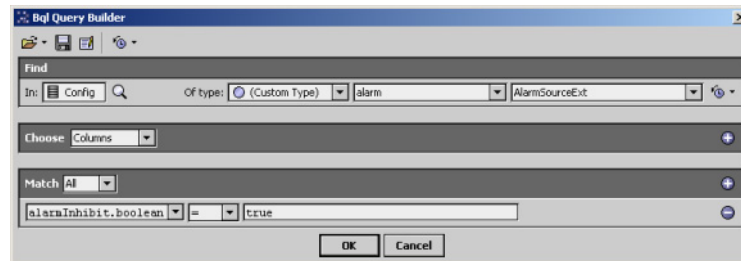 Bql Query Builder
Find
In: Config Of type: (Custom Type) alarm AlarmSourceExt
Choose Columns
Match All
alarmInhibit.boolean = true
OK Cancel